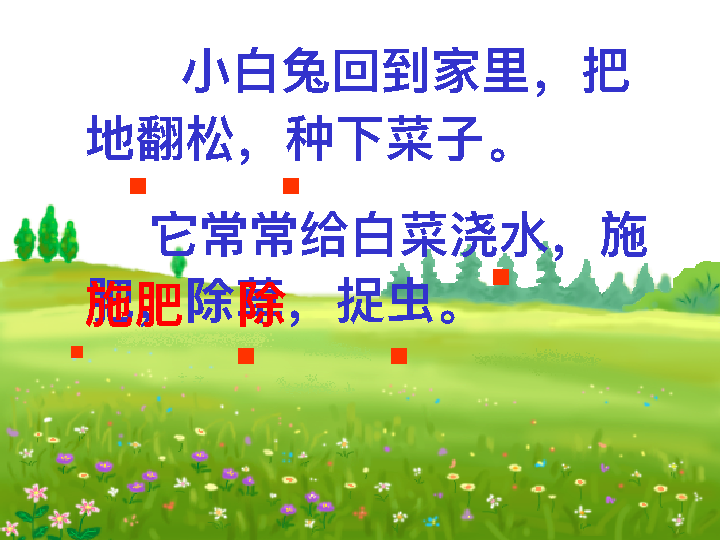 小白兔回到家里，把
地翻松，种下菜子。
它常常给白菜浇水，施
肥，除草，捉虫。
施肥 除